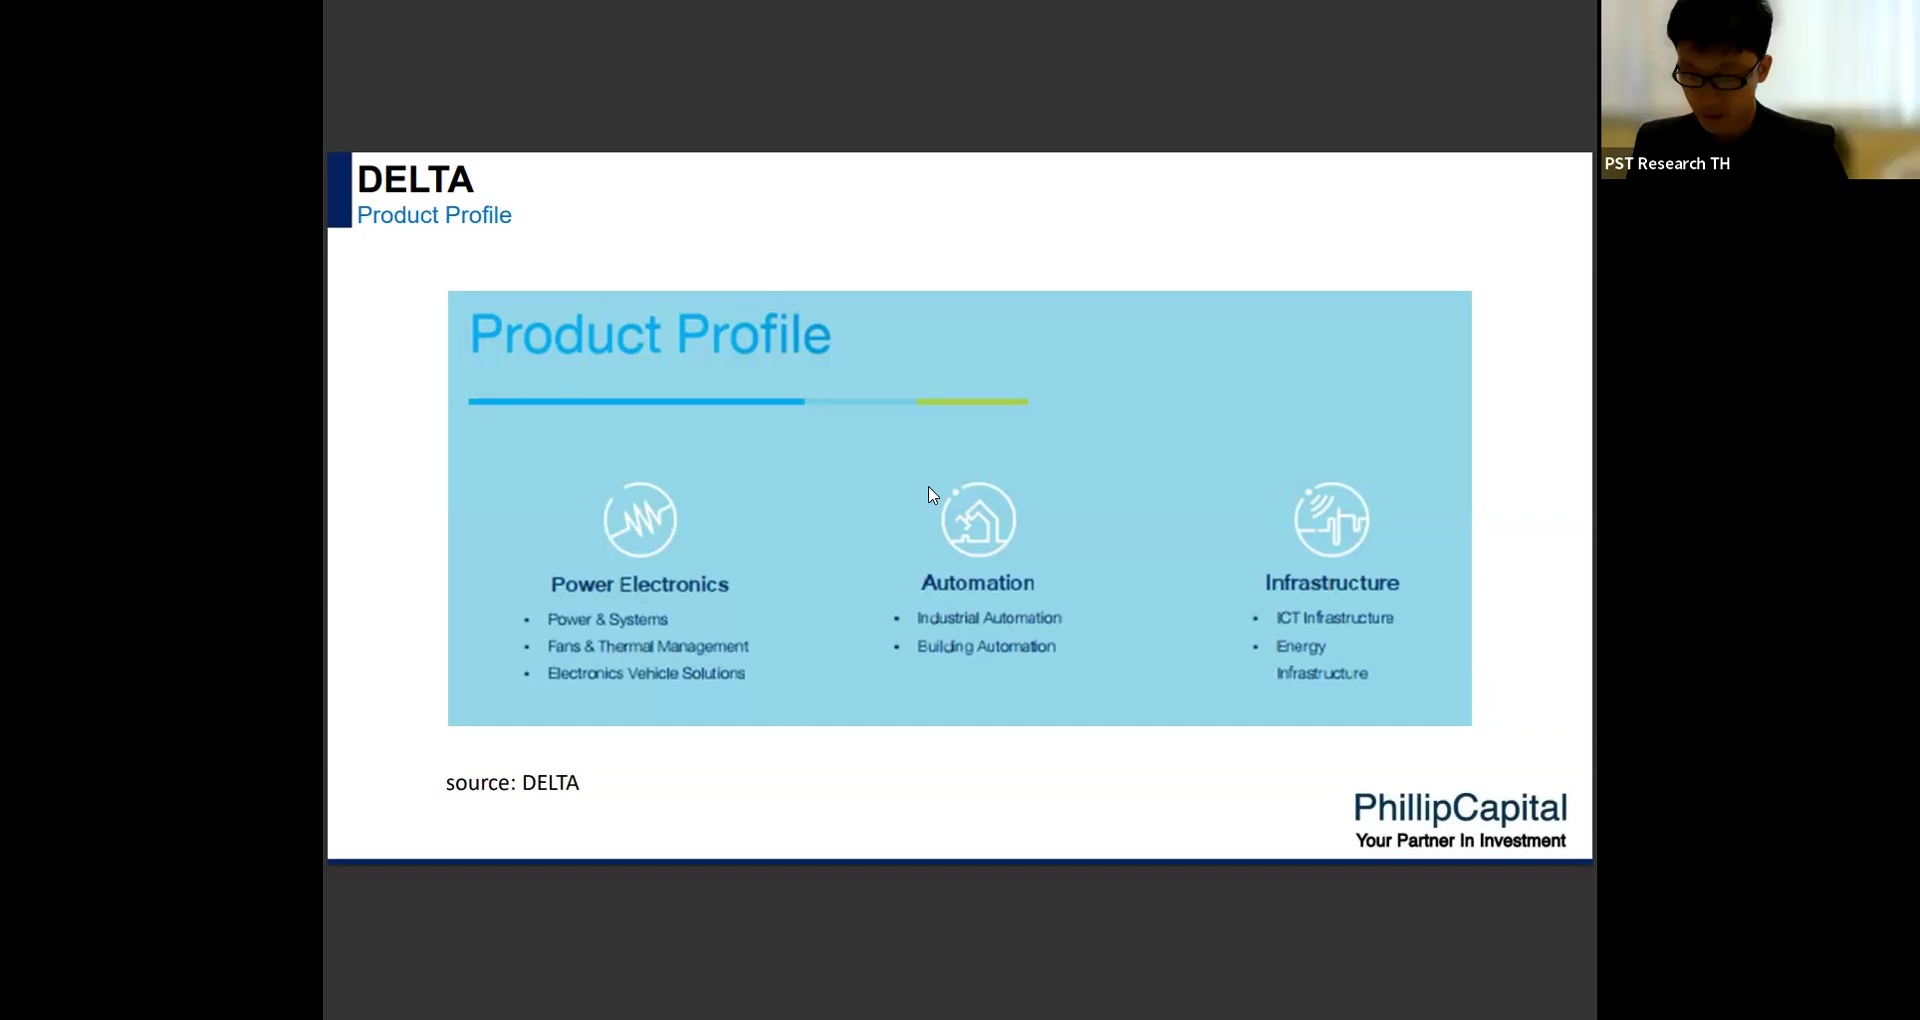 DELTA
Product Profile
PST Research TH
Product Profile
Power Electronics
• Power & Systems
• Fans & Thermal Management
• Electronics Vehicle Solutions
Automation
• Industrial Automation
• Building Automation
Infrastructure
• ICT Infrastructure
• Energy
Infrastructure
source: DELTA
PhillipCapital
Your Partner In Investment